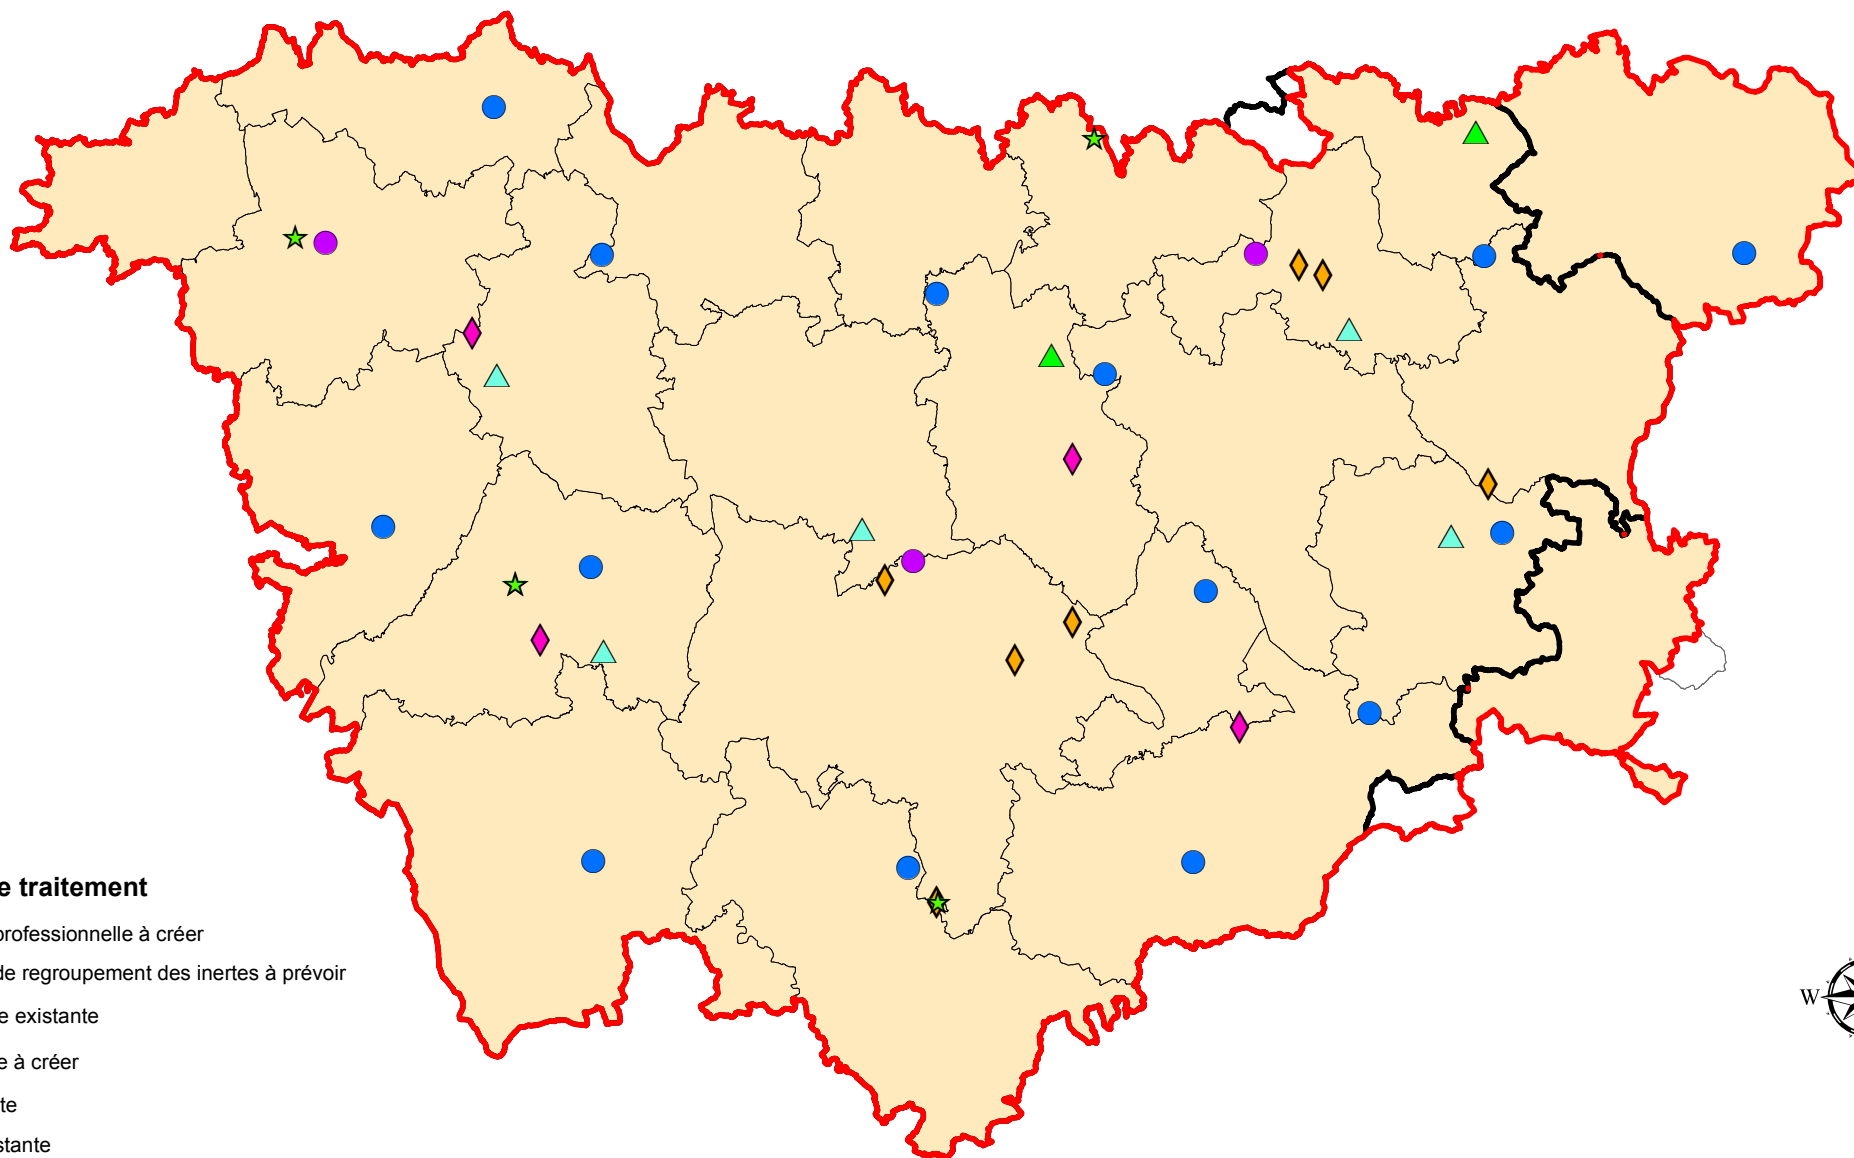 e traitement
professionnelle à créer
de regroupement des inertes à prévoir
e existante
e à créer
te
stante
W